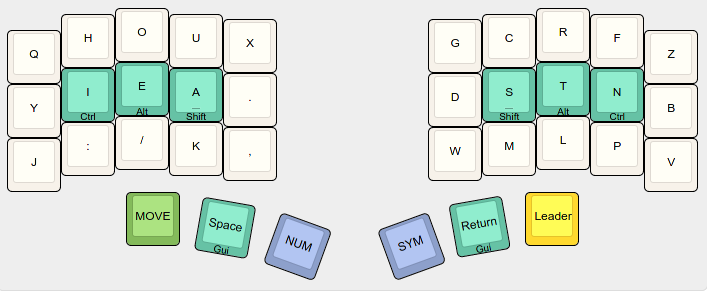 Q H O U X G C R F Z
Y I E A . D S T N B
Ctrl Alt Shift Shift Alt Ctrl
J : / K , W M L P V
MOVE Space NUM SYM Return Leader
Gui Gui